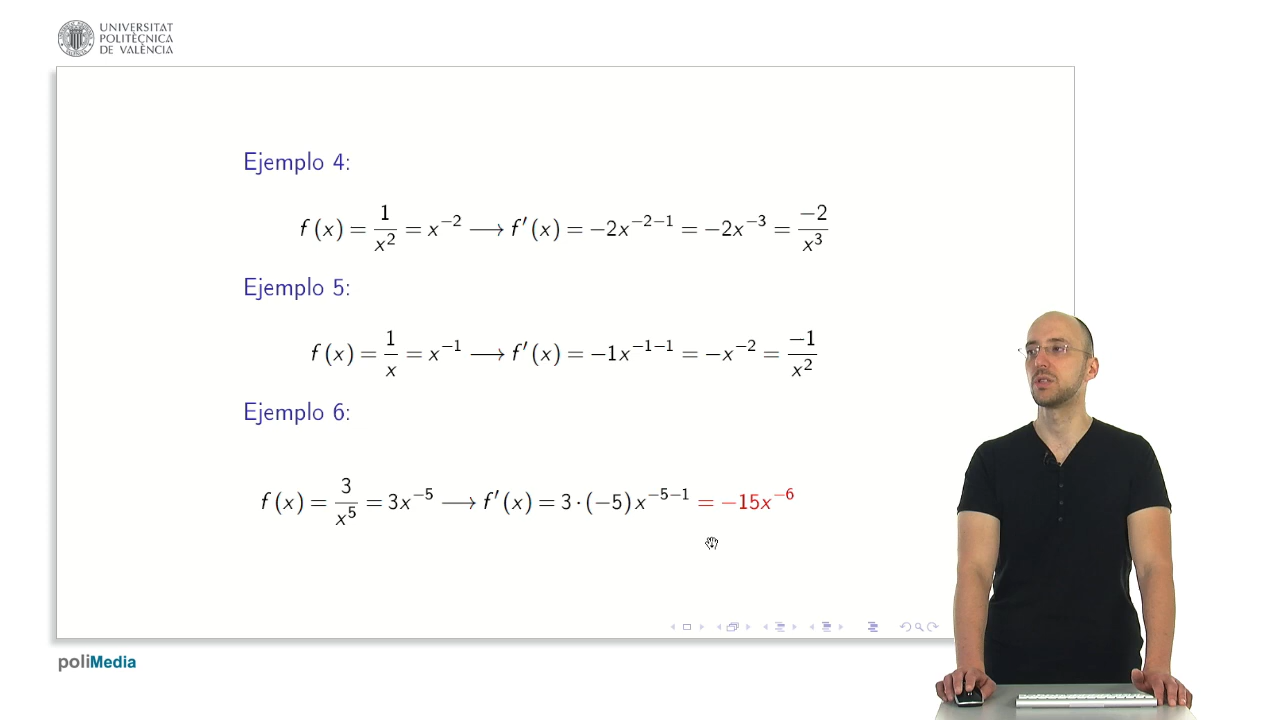 UNIVERSITAT
POLITÈCNICA
DE VALÈNCIA
Ejemplo 4:
f(x) = 1/x² = x⁻² ⟶ f′(x) = −2x⁻²⁻¹ = −2x⁻³ = −2/x³
Ejemplo 5:
f(x) = 1/x = x⁻¹ ⟶ f′(x) = −1x⁻¹⁻¹ = −x⁻² = −1/x²
Ejemplo 6:
f(x) = 3/x⁵ = 3x⁻⁵ ⟶ f′(x) = 3·(−5)x⁻⁵⁻¹ = −15x⁻⁶
poliMedia